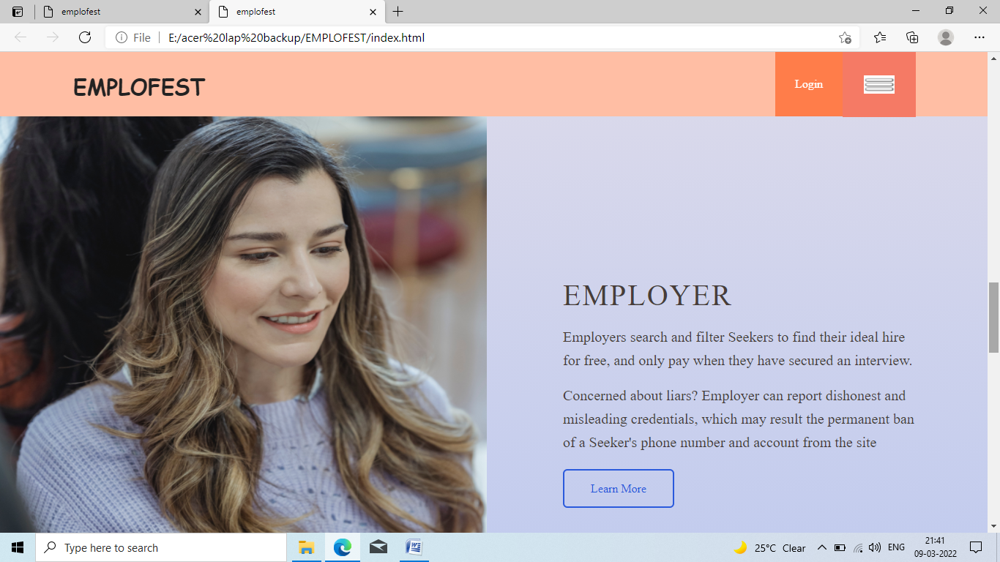 emplofest
emplofest
File
E:/acer%20lap%20backup/EMPLOFEST/index.html
EMPLOFEST
Login
EMPLOYER
Employers search and filter Seekers to find their ideal hire
for free, and only pay when they have secured an interview.
Concerned about liars? Employer can report dishonest and
misleading credentials, which may result the permanent ban
of a Seeker's phone number and account from the site
Learn More
Type here to search
25°C Clear
ENG
21:41
09-03-2022